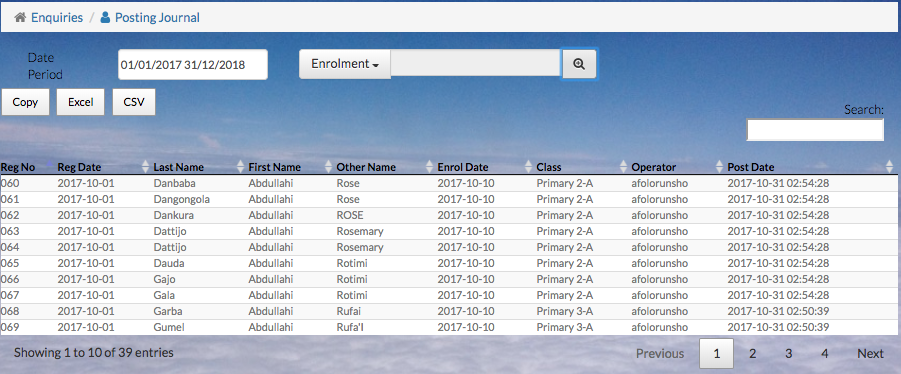 Enquiries / Posting Journal
Date Period 01/01/2017 31/12/2018 Enrolment
Copy Excel CSV
Search:
Reg No Reg Date Last Name First Name Other Name Enrol Date Class Operator Post Date
060 2017-10-01 Danbaba Abdullahi Rose 2017-10-10 Primary 2-A afolorunsho 2017-10-31 02:54:28
061 2017-10-01 Dangongola Abdullahi Rose 2017-10-10 Primary 2-A afolorunsho 2017-10-31 02:54:28
062 2017-10-01 Dankura Abdullahi ROSE 2017-10-10 Primary 2-A afolorunsho 2017-10-31 02:54:28
063 2017-10-01 Dattijo Abdullahi Rosemary 2017-10-10 Primary 2-A afolorunsho 2017-10-31 02:54:28
064 2017-10-01 Dattijo Abdullahi Rosemary 2017-10-10 Primary 2-A afolorunsho 2017-10-31 02:54:28
065 2017-10-01 Dauda Abdullahi Rotimi 2017-10-10 Primary 2-A afolorunsho 2017-10-31 02:54:28
066 2017-10-01 Gajo Abdullahi Rotimi 2017-10-10 Primary 2-A afolorunsho 2017-10-31 02:54:28
067 2017-10-01 Gala Abdullahi Rotimi 2017-10-10 Primary 2-A afolorunsho 2017-10-31 02:54:28
068 2017-10-01 Garba Abdullahi Rufai 2017-10-10 Primary 3-A afolorunsho 2017-10-31 02:50:39
069 2017-10-01 Gumel Abdullahi Rufa'I 2017-10-10 Primary 3-A afolorunsho 2017-10-31 02:50:39
Showing 1 to 10 of 39 entries Previous 1 2 3 4 Next